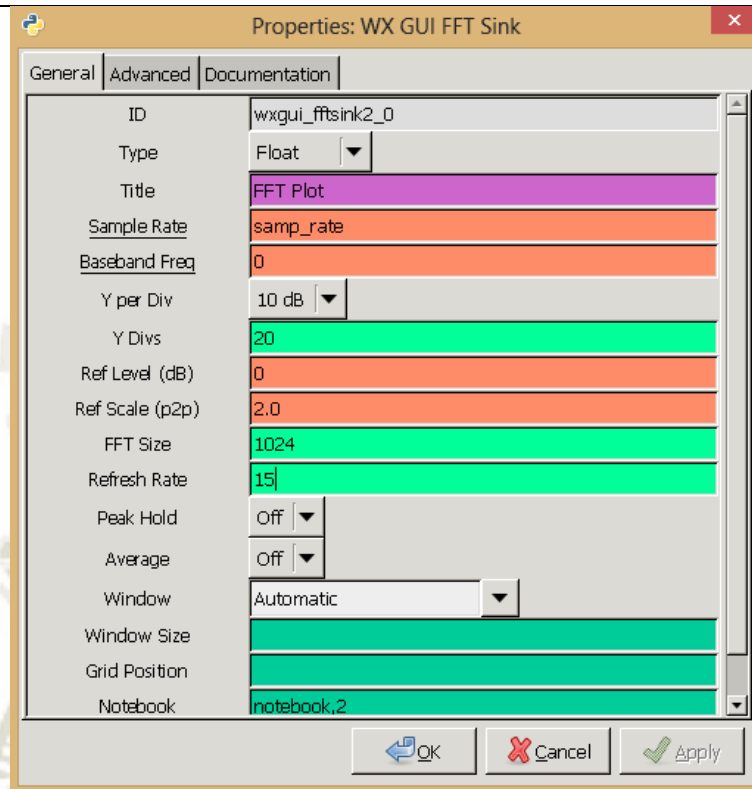 Properties: WX GUI FFT Sink
General Advanced Documentation
ID wxgui_fftsink2_0
Type Float
Title FFT Plot
Sample Rate samp_rate
Baseband Freq 0
Y per Div 10 dB
Y Divs 20
Ref Level (dB) 0
Ref Scale (p2p) 2.0
FFT Size 1024
Refresh Rate 15
Peak Hold Off
Average Off
Window Automatic
Window Size
Grid Position
Notebook notebook,2
OK Cancel Apply